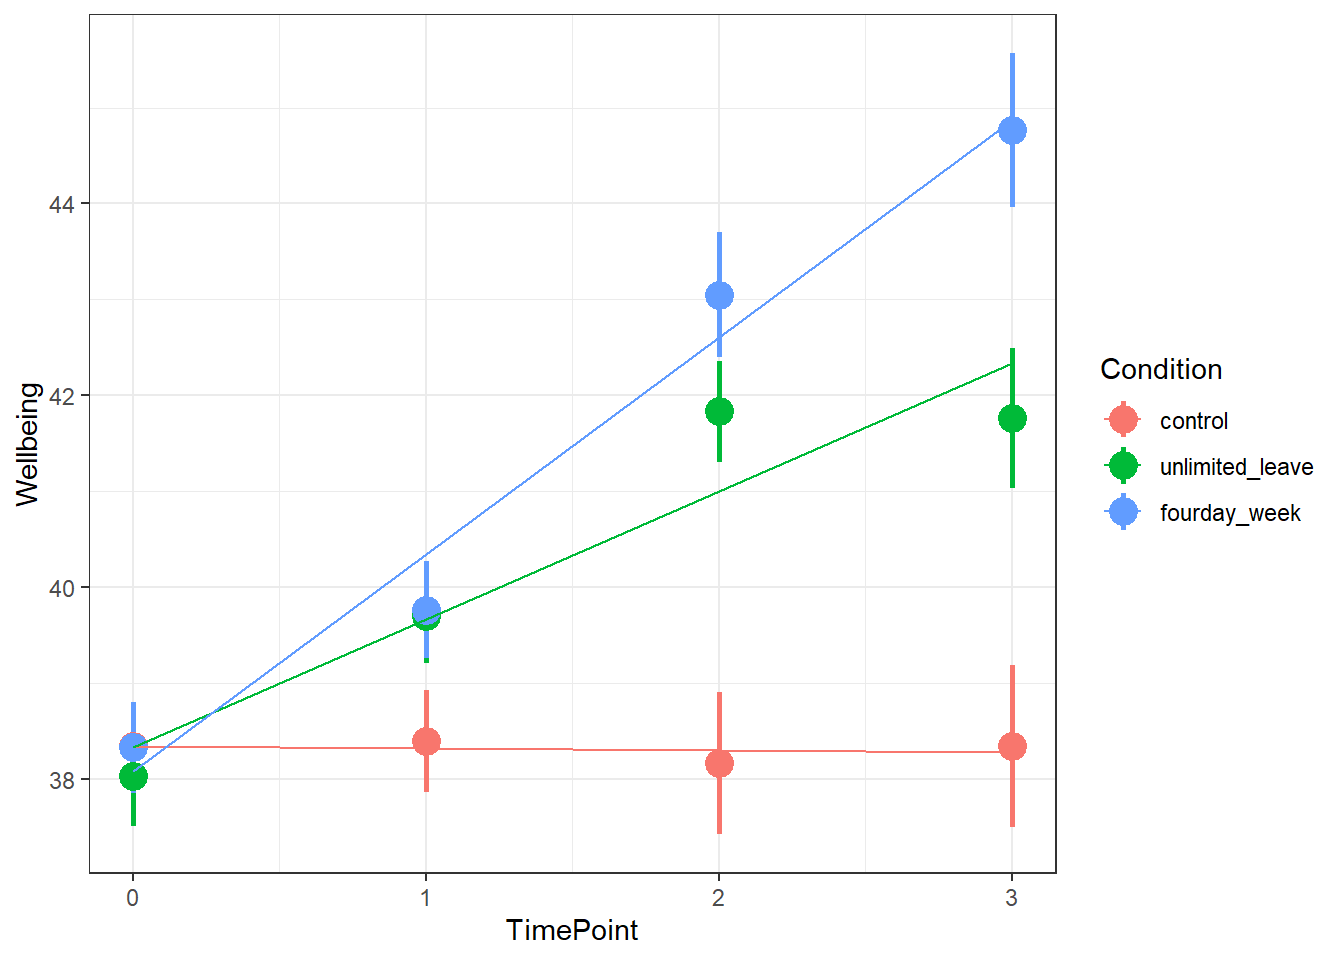 Wellbeing
44
42
40
38
0 1 2 3
TimePoint
Condition
control
unlimited_leave
fourday_week